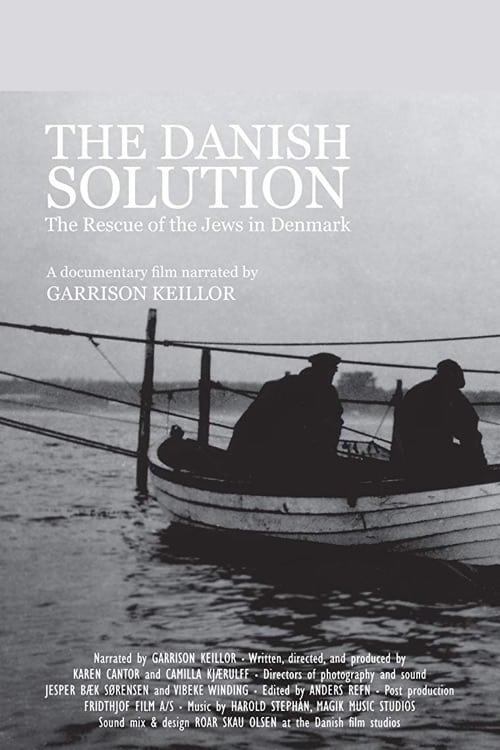 THE DANISH
SOLUTION
The Rescue of the Jews in Denmark
A documentary film narrated by
GARRISON KEILLOR
Narrated by GARRISON KEILLOR · Written, directed, and produced by
KAREN CANTOR and CAMILLA KJÆRULFF · Directors of photography and sound
JESPER BÆK SØRENSEN and VIBEKE WINDING · Edited by ANDERS REFN · Post production
FRIDTHJOF FILM A/S · Music by HAROLD STEPHAN, MAGIK MUSIC STUDIOS
Sound mix & design ROAR SKAU OLSEN at the Danish film studios